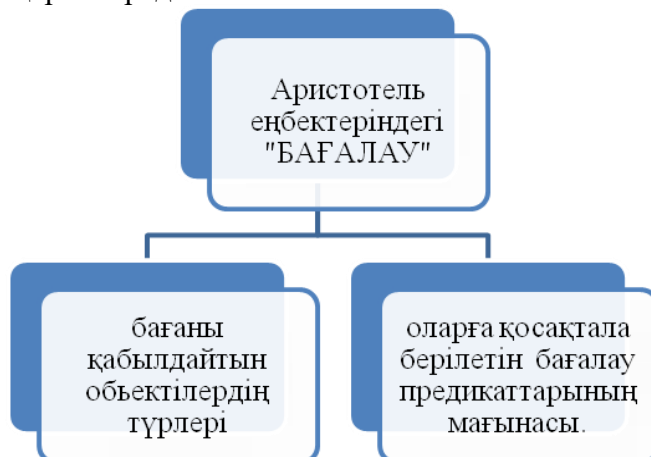 Аристотель
еңбектеріндегі
"БАҒАЛАУ"
бағаны
қабылдайтын
обьектілердің
түрлері
оларға қосақтала
берілетін бағалау
предикаттарының
мағынасы.